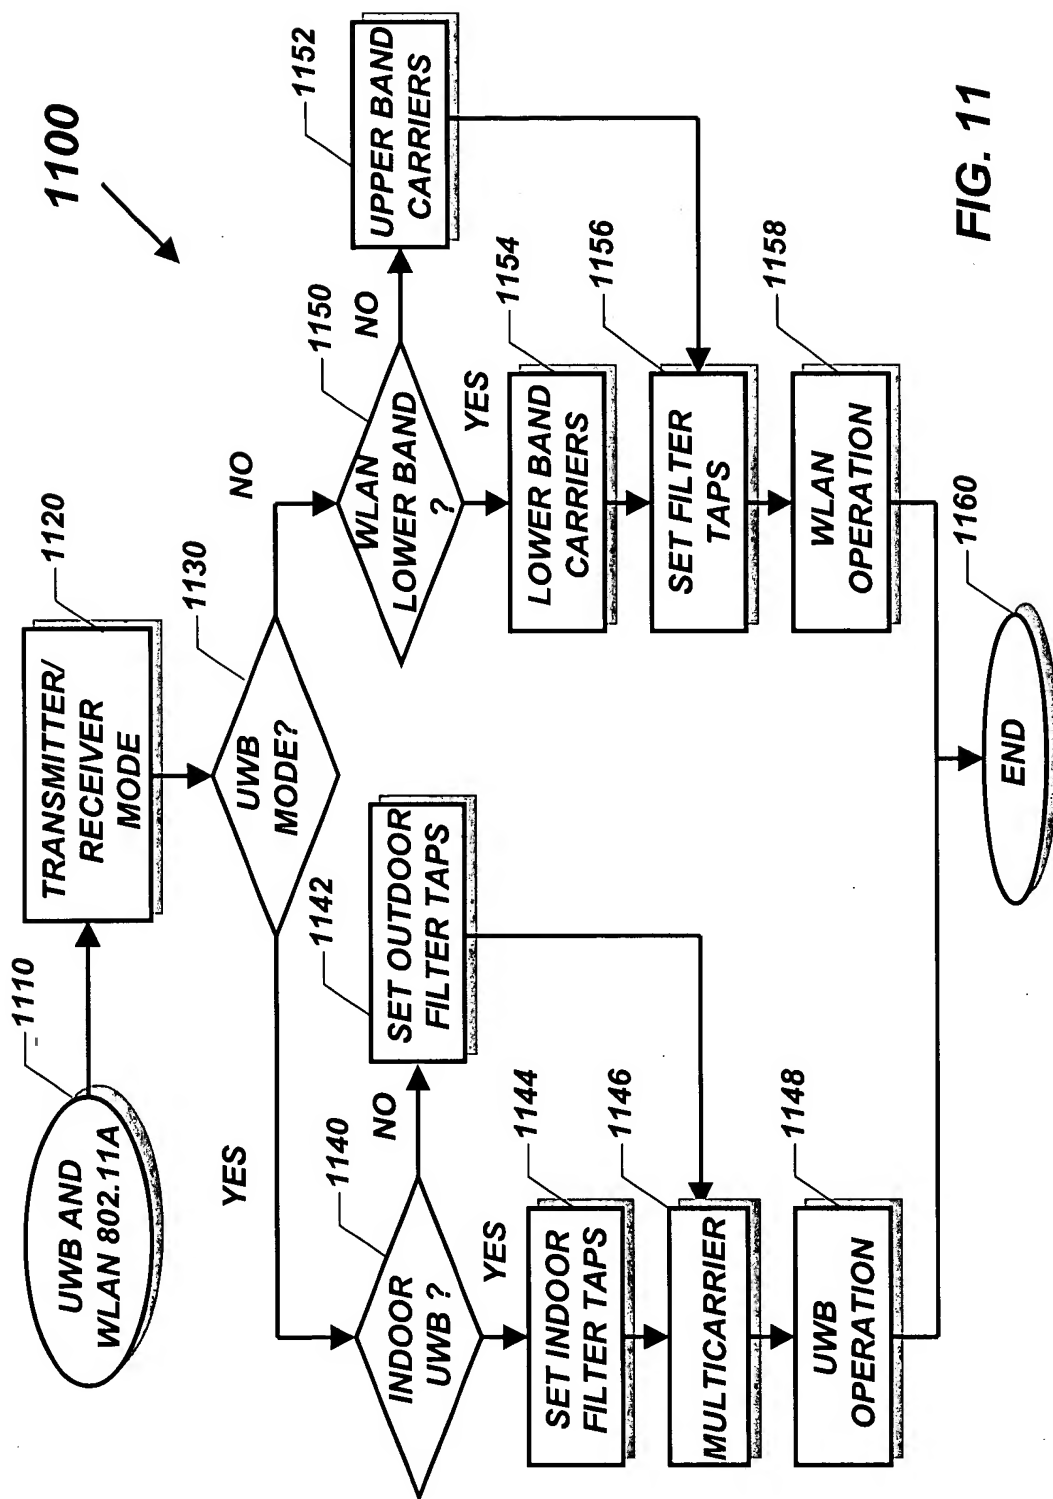 1100
1110
UWB AND
WLAN 802.11A
1120
TRANSMITTER/
RECEIVER
MODE
1130
UWB
MODE?
YES
NO
1140
INDOOR
UWB ?
NO
1142
SET OUTDOOR
FILTER TAPS
YES
1144
SET INDOOR
FILTER TAPS
1146
MULTICARRIER
1148
UWB
OPERATION
1150
WLAN
LOWER BAND
?
NO
1152
UPPER BAND
CARRIERS
YES
1154
LOWER BAND
CARRIERS
1156
SET FILTER
TAPS
1158
WLAN
OPERATION
1160
END
FIG. 11